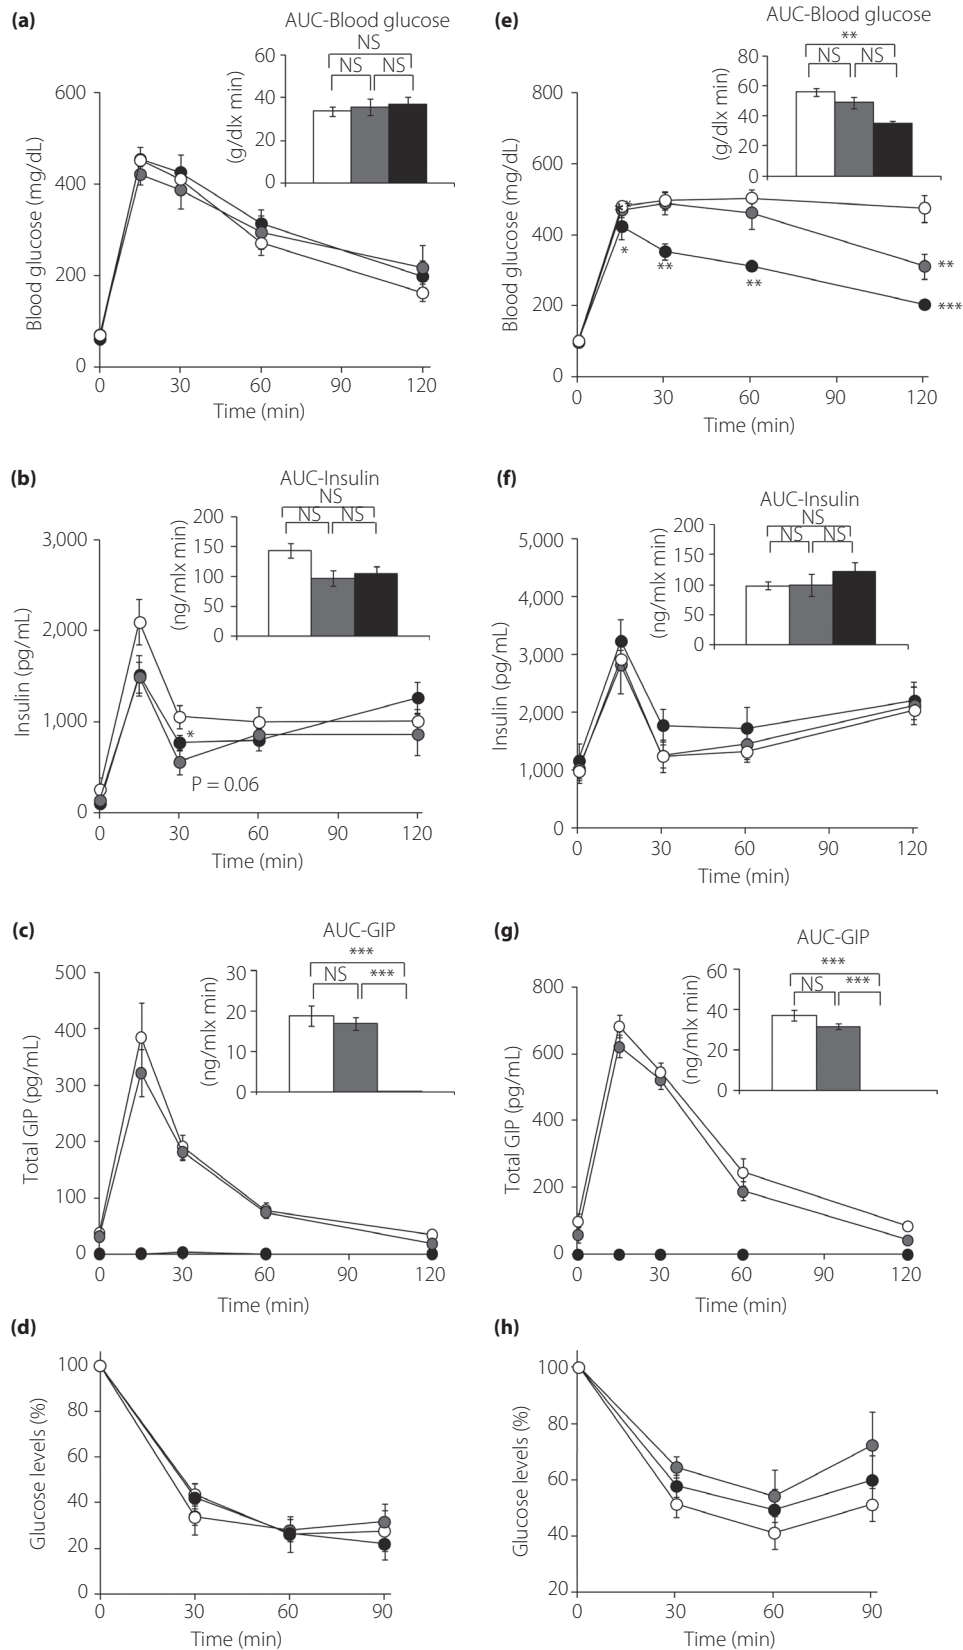 (a)
AUC-Blood glucose
NS
NS NS
60
40
20
0
(g/dlx min)
600
400
200
0
Blood glucose (mg/dL)
0 30 60 90 120
Time (min)
(e)
AUC-Blood glucose
**
NS NS
80
60
40
20
0
(g/dlx min)
800
600
400
200
0
Blood glucose (mg/dL)
*
**
**
**
***
0 30 60 90 120
Time (min)
(b)
AUC-Insulin
NS
NS NS
200
150
100
50
0
(ng/mlx min)
3,000
2,000
1,000
0
Insulin (pg/mL)
*
P = 0.06
0 30 60 90 120
Time (min)
(f)
AUC-Insulin
NS
NS NS
200
150
100
50
0
(ng/mlx min)
5,000
4,000
3,000
2,000
1,000
0
Insulin (pg/mL)
0 30 60 90 120
Time (min)
(c)
AUC-GIP
***
NS ***
30
20
10
0
(ng/mlx min)
500
400
300
200
100
0
Total GIP (pg/mL)
0 30 60 90 120
Time (min)
(g)
AUC-GIP
***
NS ***
60
40
20
0
(ng/mlx min)
800
600
400
200
0
Total GIP (pg/mL)
0 30 60 90 120
Time (min)
(d)
100
80
60
40
20
0
Glucose levels (%)
0 30 60 90
Time (min)
(h)
100
80
60
40
20
Glucose levels (%)
0 30 60 90
Time (min)